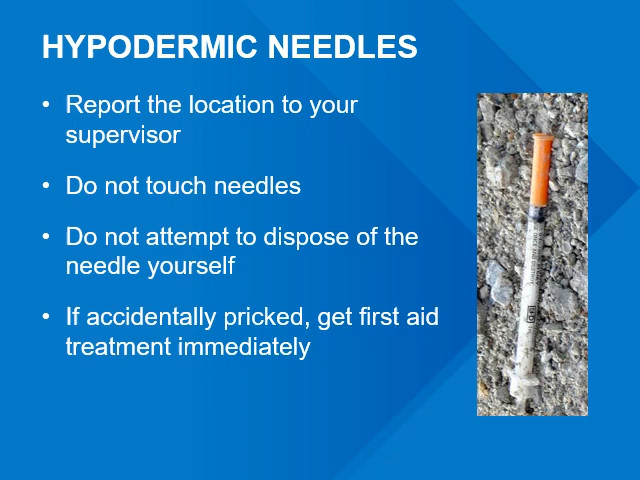 HYPODERMIC NEEDLES
• Report the location to your
supervisor
• Do not touch needles
• Do not attempt to dispose of the
needle yourself
• If accidentally pricked, get first aid
treatment immediately